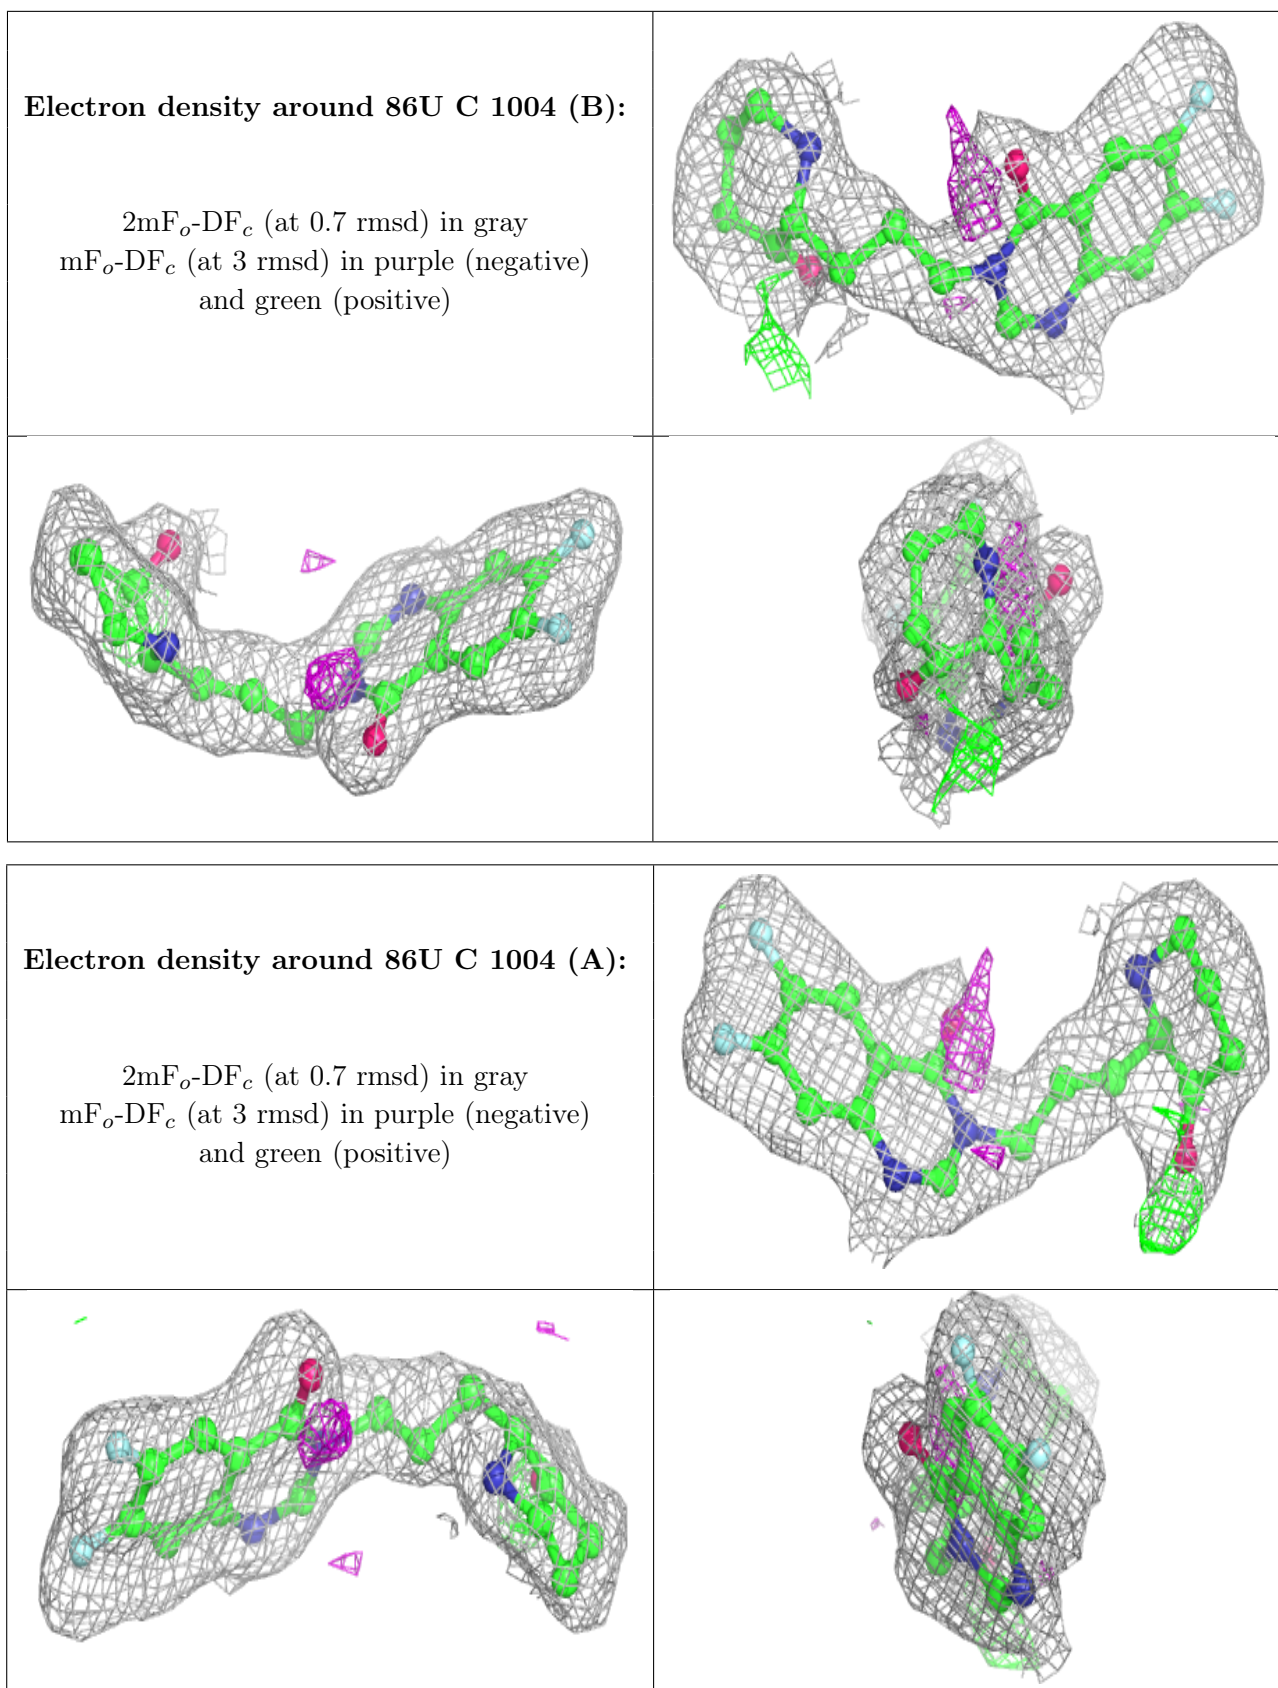 Electron density around 86U C 1004 (B):
2mFₒ-DF𝒸 (at 0.7 rmsd) in gray
mFₒ-DF𝒸 (at 3 rmsd) in purple (negative)
and green (positive)
Electron density around 86U C 1004 (A):
2mFₒ-DF𝒸 (at 0.7 rmsd) in gray
mFₒ-DF𝒸 (at 3 rmsd) in purple (negative)
and green (positive)